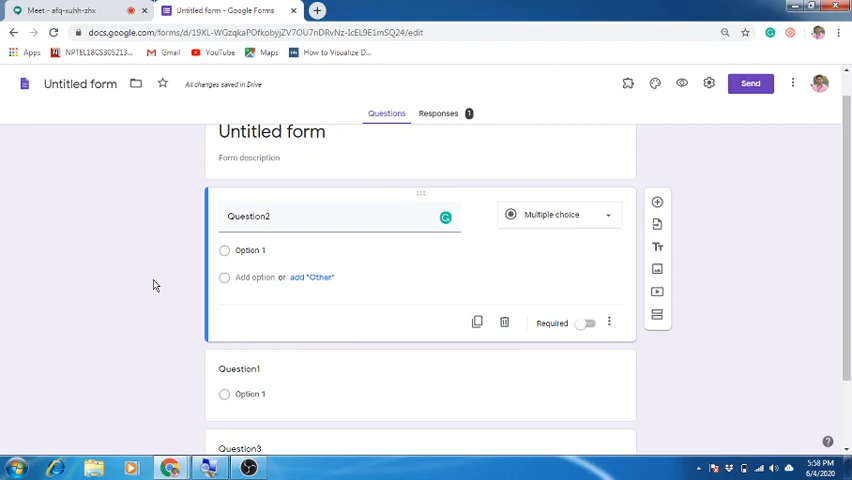 Meet - afq-xuhh-zhx
Untitled form - Google Forms
docs.google.com/forms/d/19XL-WGzqkaPOfkobyjZV7OU7nDRvNz-IcEL9E1mSQ24/edit
Apps
NPTEL18CS30S213...
Gmail
YouTube
Maps
How to Visualize D...
Untitled form
All changes saved in Drive
Send
Questions
Responses 1
Untitled form
Form description
Question2
Multiple choice
Option 1
Add option or add "Other"
Required
Question1
Option 1
Question3
5:58 PM
6/4/2020